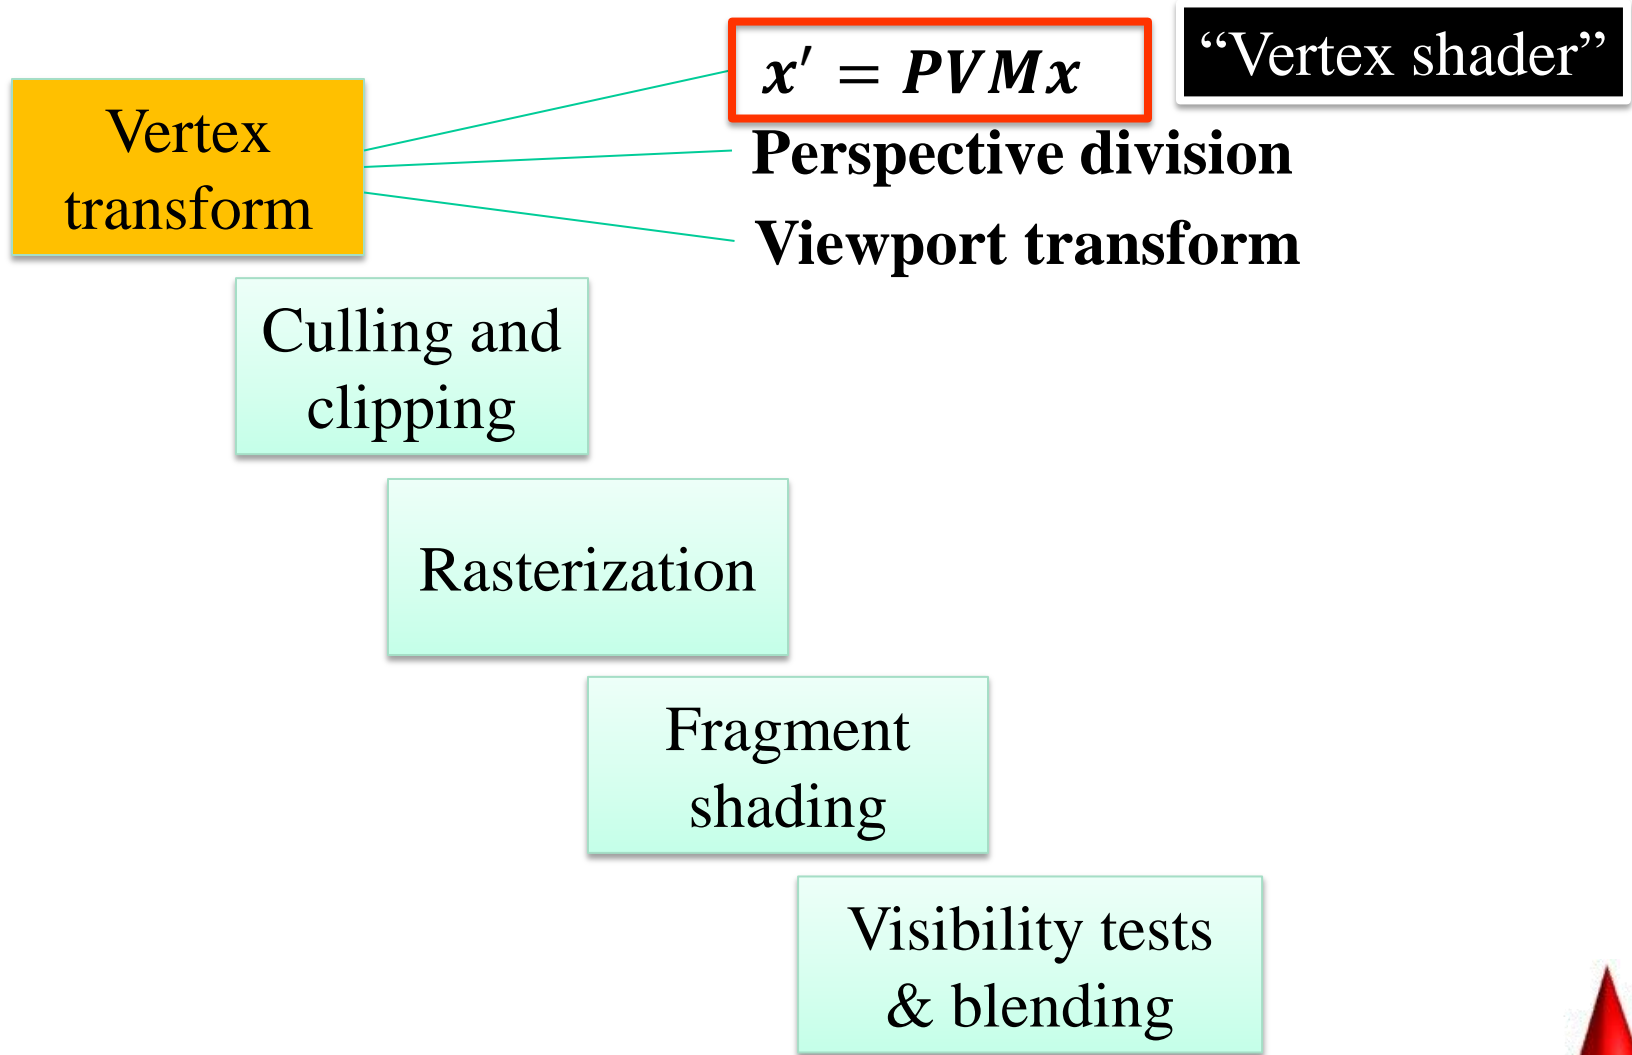 x′ = PVMx
“Vertex shader”
Vertex
transform
Perspective division
Viewport transform
Culling and
clipping
Rasterization
Fragment
shading
Visibility tests
& blending